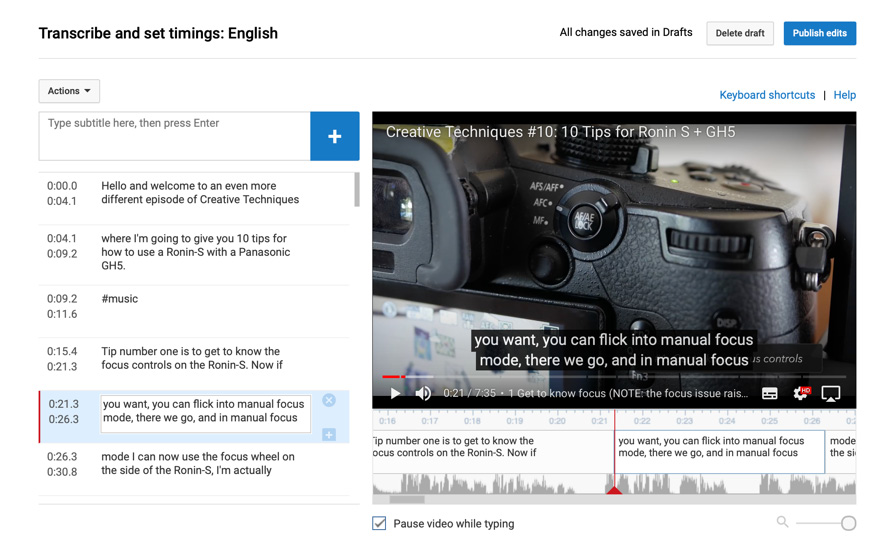 Transcribe and set timings: English
All changes saved in Drafts
Delete draft
Publish edits
Actions
Keyboard shortcuts | Help
Type subtitle here, then press Enter
+
0:00.0
0:04.1
Hello and welcome to an even more
different episode of Creative Techniques
0:04.1
0:09.2
where I'm going to give you 10 tips for
how to use a Ronin-S with a Panasonic
GH5.
0:09.2
0:11.6
#music
0:15.4
0:21.3
Tip number one is to get to know the
focus controls on the Ronin-S. Now if
0:21.3
0:26.3
you want, you can flick into manual focus
mode, there we go, and in manual focus
0:26.3
0:30.8
mode I can now use the focus wheel on
the side of the Ronin-S, I'm actually
Creative Techniques #10: 10 Tips for Ronin S + GH5
AFS/AFF
AFC
MF
AF/AE
LOCK
DISP.
you want, you can flick into manual focus
mode, there we go, and in manual focus
is controls
Fn3
0:21 / 7:35 • 1 Get to know focus (NOTE: the focus issue rais...
HD
0:16 0:17 0:18 0:19 0:20 0:21 0:22 0:23 0:24 0:25 0:26 0:2
Tip number one is to get to know the
ocus controls on the Ronin-S. Now if
you want, you can flick into manual focus
mode, there we go, and in manual focus
mode
the si
Pause video while typing